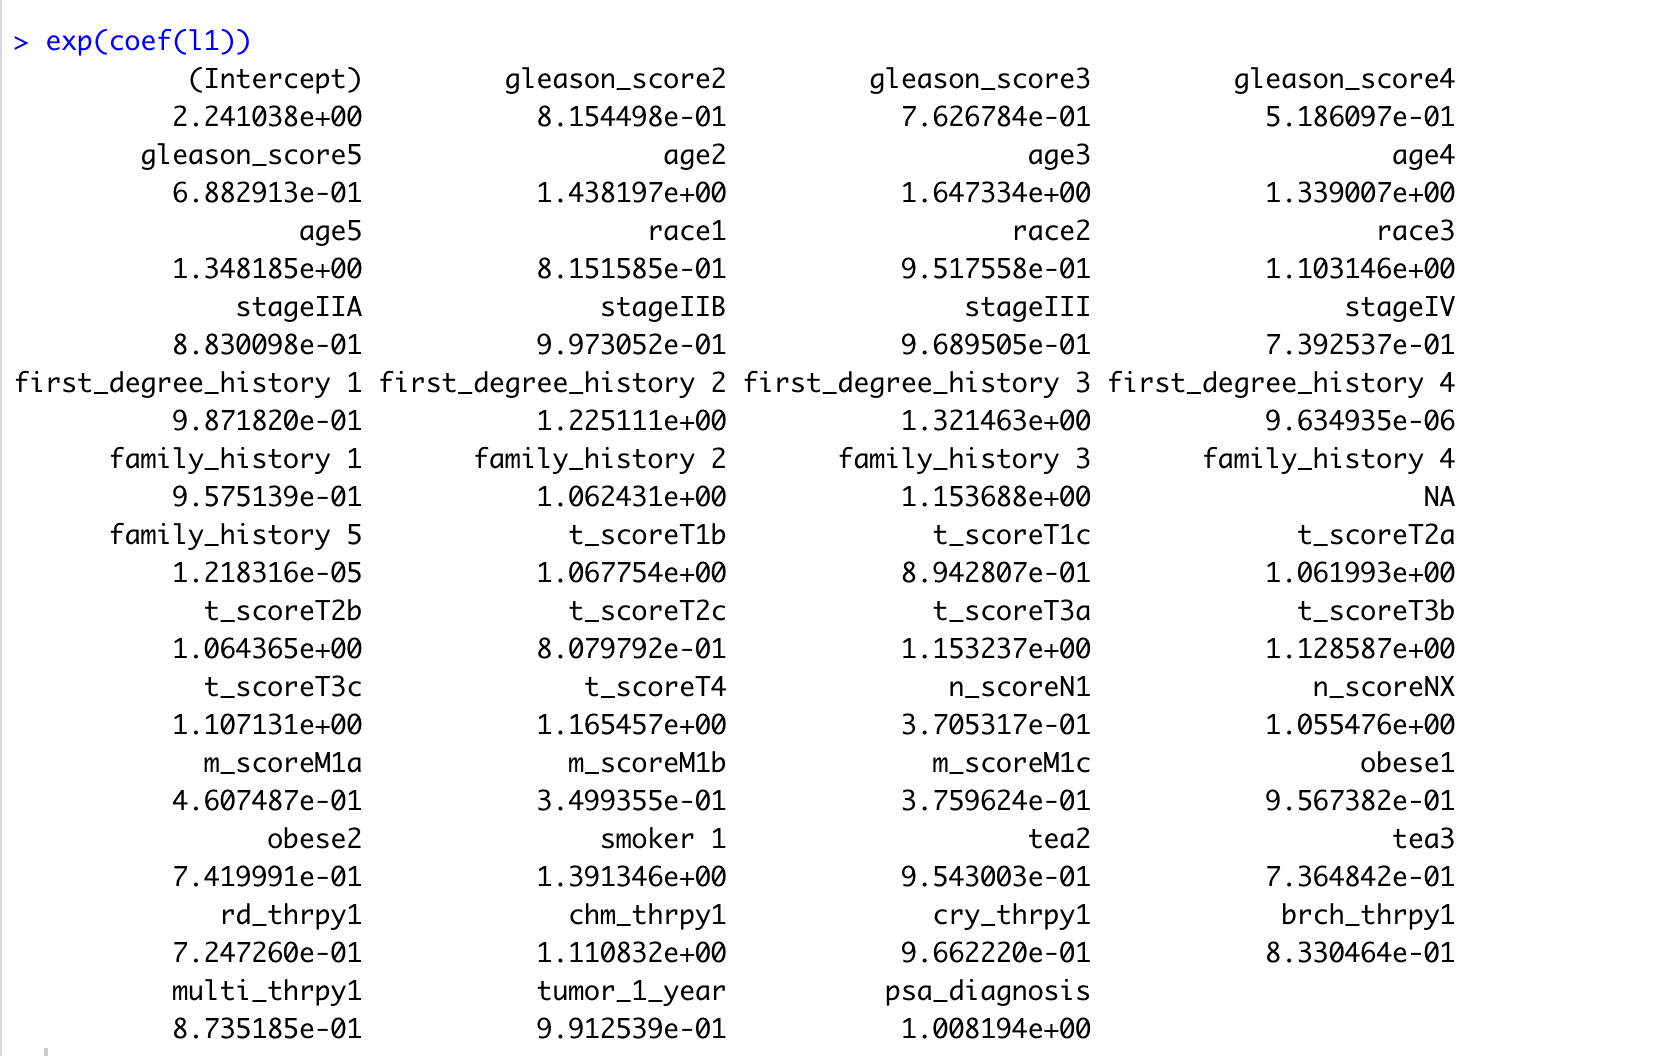 > exp(coef(l1))
(Intercept) gleason_score2 gleason_score3 gleason_score4
2.241038e+00 8.154498e-01 7.626784e-01 5.186097e-01
gleason_score5 age2 age3 age4
6.882913e-01 1.438197e+00 1.647334e+00 1.339007e+00
age5 race1 race2 race3
1.348185e+00 8.151585e-01 9.517558e-01 1.103146e+00
stageIIA stageIIB stageIII stageIV
8.830098e-01 9.973052e-01 9.689505e-01 7.392537e-01
first_degree_history 1 first_degree_history 2 first_degree_history 3 first_degree_history 4
9.871820e-01 1.225111e+00 1.321463e+00 9.634935e-06
family_history 1 family_history 2 family_history 3 family_history 4
9.575139e-01 1.062431e+00 1.153688e+00 NA
family_history 5 t_scoreT1b t_scoreT1c t_scoreT2a
1.218316e-05 1.067754e+00 8.942807e-01 1.061993e+00
t_scoreT2b t_scoreT2c t_scoreT3a t_scoreT3b
1.064365e+00 8.079792e-01 1.153237e+00 1.128587e+00
t_scoreT3c t_scoreT4 n_scoreN1 n_scoreNX
1.107131e+00 1.165457e+00 3.705317e-01 1.055476e+00
m_scoreM1a m_scoreM1b m_scoreM1c obese1
4.607487e-01 3.499355e-01 3.759624e-01 9.567382e-01
obese2 smoker 1 tea2 tea3
7.419991e-01 1.391346e+00 9.543003e-01 7.364842e-01
rd_thrpy1 chm_thrpy1 cry_thrpy1 brch_thrpy1
7.247260e-01 1.110832e+00 9.662220e-01 8.330464e-01
multi_thrpy1 tumor_1_year psa_diagnosis
8.735185e-01 9.912539e-01 1.008194e+00